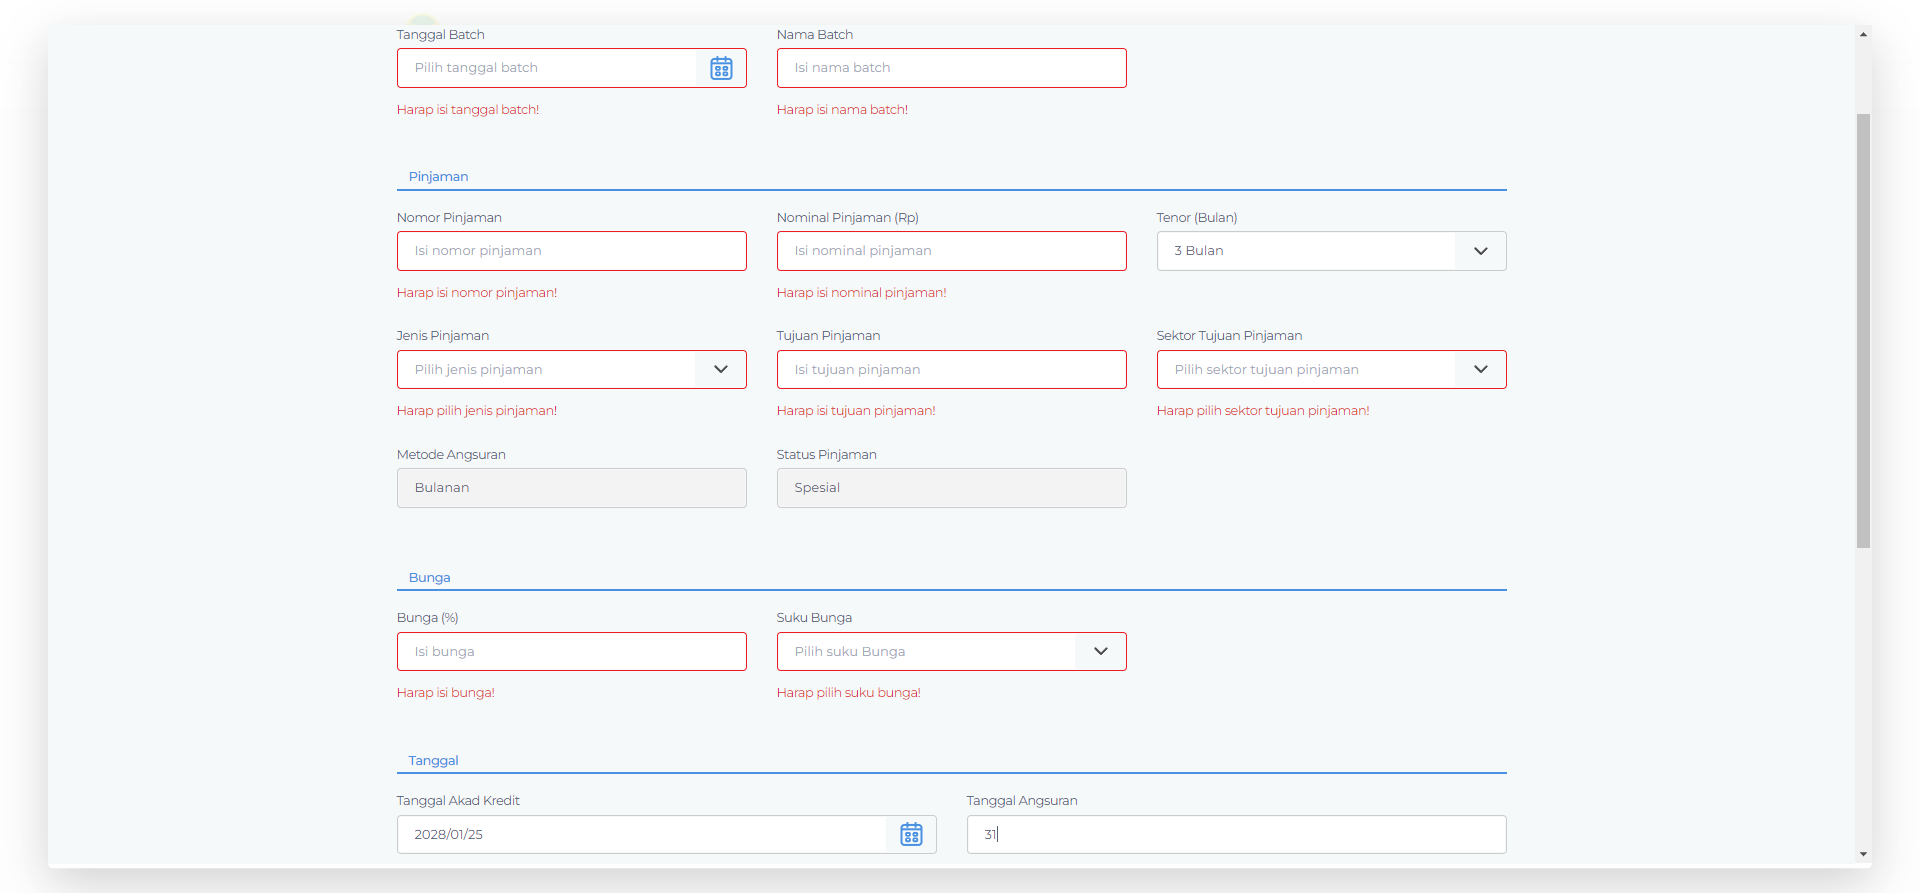 Tanggal Batch
Nama Batch
Pilih tanggal batch
Isi nama batch
Harap isi tanggal batch!
Harap isi nama batch!
Pinjaman
Nomor Pinjaman
Nominal Pinjaman (Rp)
Tenor (Bulan)
Isi nomor pinjaman
Isi nominal pinjaman
3 Bulan
Harap isi nomor pinjaman!
Harap isi nominal pinjaman!
Jenis Pinjaman
Tujuan Pinjaman
Sektor Tujuan Pinjaman
Pilih jenis pinjaman
Isi tujuan pinjaman
Pilih sektor tujuan pinjaman
Harap pilih jenis pinjaman!
Harap isi tujuan pinjaman!
Harap pilih sektor tujuan pinjaman!
Metode Angsuran
Status Pinjaman
Bulanan
Spesial
Bunga
Bunga (%)
Suku Bunga
Isi bunga
Pilih suku Bunga
Harap isi bunga!
Harap pilih suku bunga!
Tanggal
Tanggal Akad Kredit
Tanggal Angsuran
2028/01/25
31